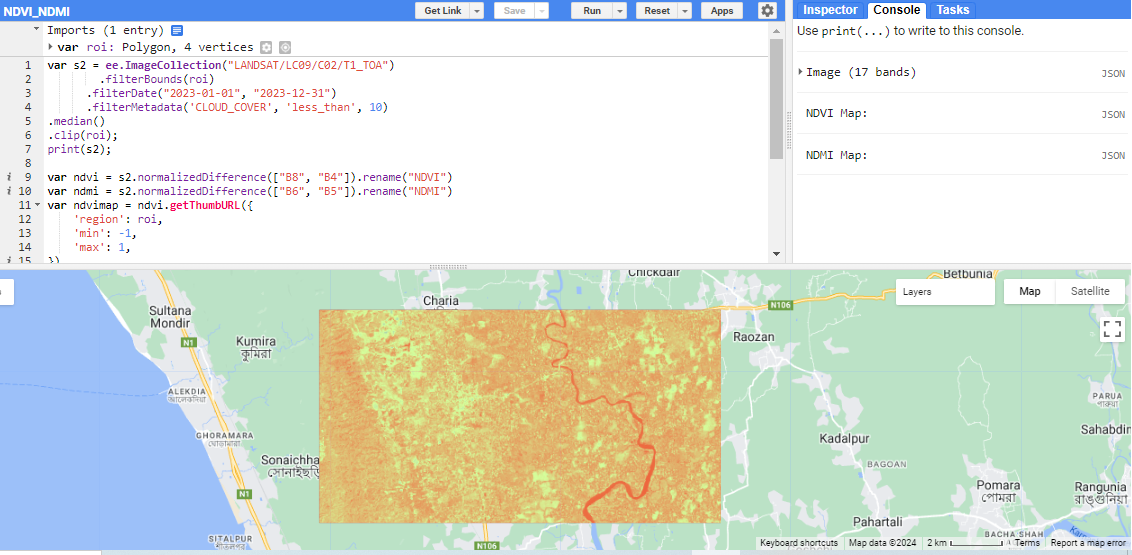 NDVI_NDMI
Get Link
Save
Run
Reset
Apps
Inspector
Console
Tasks
Imports (1 entry)
var roi: Polygon, 4 vertices
1 var s2 = ee.ImageCollection("LANDSAT/LC09/C02/T1_TOA")
2 .filterBounds(roi)
3 .filterDate("2023-01-01", "2023-12-31")
4 .filterMetadata('CLOUD_COVER', 'less_than', 10)
5 .median()
6 .clip(roi);
7 print(s2);
8
i 9 var ndvi = s2.normalizedDifference(["B8", "B4"]).rename("NDVI")
i 10 var ndmi = s2.normalizedDifference(["B6", "B5"]).rename("NDMI")
11 var ndvimap = ndvi.getThumbURL({
12 'region': roi,
13 'min': -1,
14 'max': 1,
i 15 })
Use print(...) to write to this console.
Image (17 bands)
JSON
NDVI Map:
JSON
NDMI Map:
JSON
Chickdair
Betbunia
Layers
Map
Satellite
Charia
N106
Sultana
Mondir
N1
Kumira
কুমিরা
Raozan
ALEKDIA
PARUA
GHORAMARA
Sahabdin
Kadalpur
Sonaichha
সোনাইছড়ি
BAGOAN
N1
Pomara
পোমরা
Rangunia
রাঙ্গুনিয়া
SITALPUR
N106
Pahartali
BACHA SHAH
Keyboard shortcuts
Map data ©2024
2 km
Terms
Report a map error